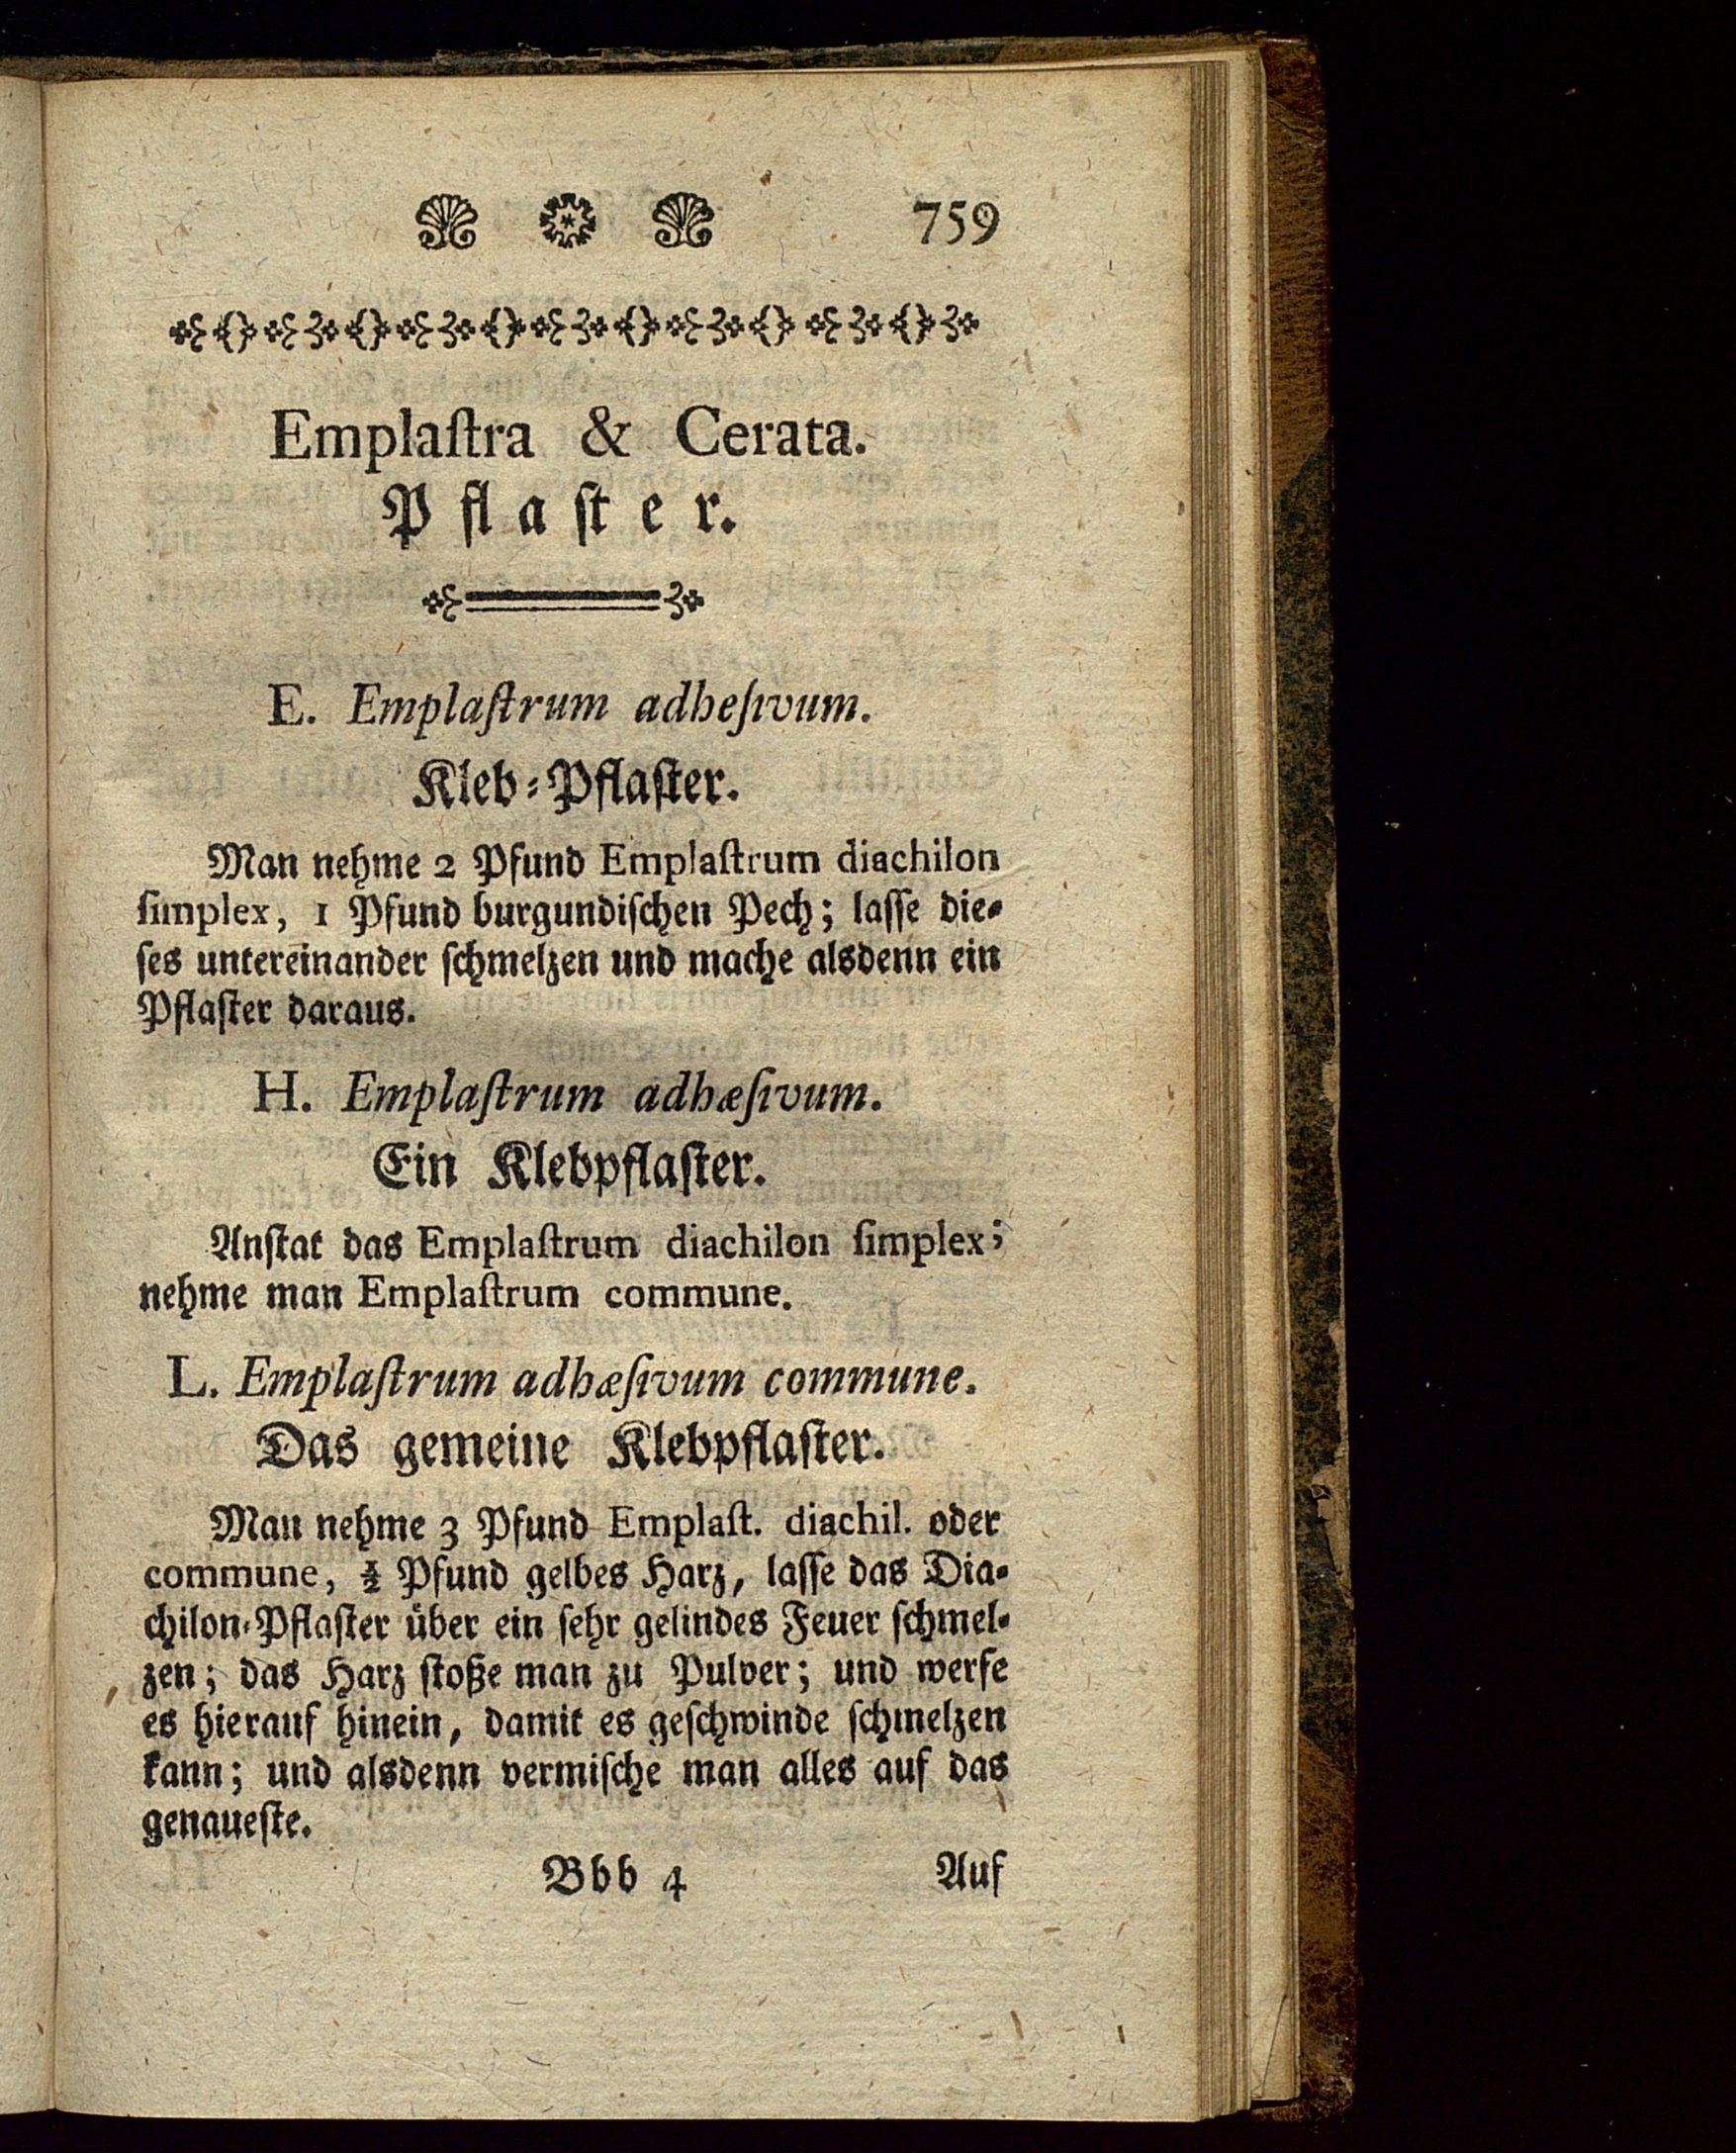 759
Emplaſtra & Cerata.
Pflaſter.
E. Emplaſtrum adheſivum.
Kleb-Pflaſter.
Man nehme 2 Pfund Emplaſtrum diachilon
ſimplex, 1 Pfund burgundiſchen Pech; laſſe die-
ſes untereinander ſchmelzen und mache alsdenn ein
Pflaſter daraus.
H. Emplaſtrum adhæſivum.
Ein Klebpflaſter.
Anſtat das Emplaſtrum diachilon ſimplex;
nehme man Emplaſtrum commune.
L. Emplaſtrum adhæſivum commune.
Das gemeine Klebpflaſter.
Man nehme 3 Pfund Emplaſt. diachil. oder
commune, ½ Pfund gelbes Harz, laſſe das Dia-
chilon-Pflaſter über ein ſehr gelindes Feuer ſchmel-
zen; das Harz ſtoße man zu Pulver; und werfe
es hierauf hinein, damit es geſchwinde ſchmelzen
kann; und alsdenn vermiſche man alles auf das
genaueſte.
Bbb 4 Auf